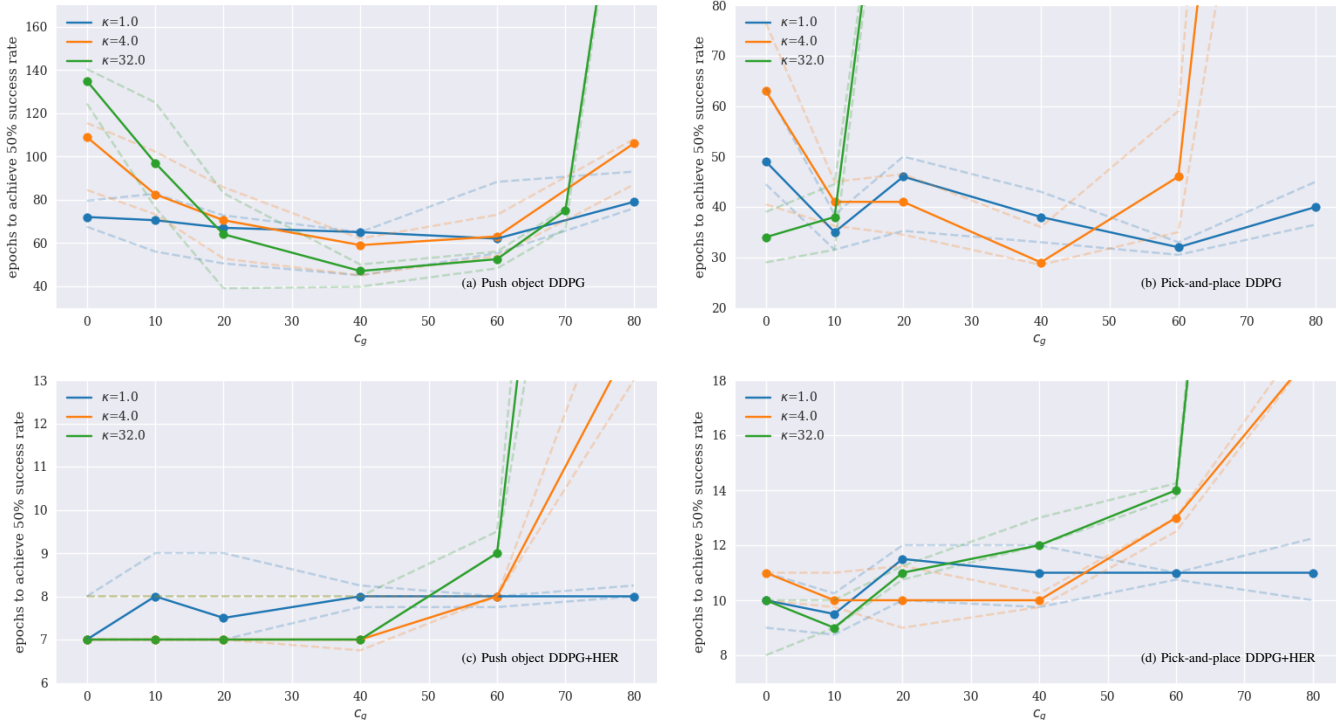 epochs to achieve 50% success rate
160
140
120
100
80
60
40
κ=1.0
κ=4.0
κ=32.0
(a) Push object DDPG
0 10 20 30 40 50 60 70 80
c_g
epochs to achieve 50% success rate
80
70
60
50
40
30
20
κ=1.0
κ=4.0
κ=32.0
(b) Pick-and-place DDPG
0 10 20 30 40 50 60 70 80
c_g
epochs to achieve 50% success rate
13
12
11
10
9
8
7
6
κ=1.0
κ=4.0
κ=32.0
(c) Push object DDPG+HER
0 10 20 30 40 50 60 70 80
c_g
epochs to achieve 50% success rate
18
16
14
12
10
8
κ=1.0
κ=4.0
κ=32.0
(d) Pick-and-place DDPG+HER
0 10 20 30 40 50 60 70 80
c_g